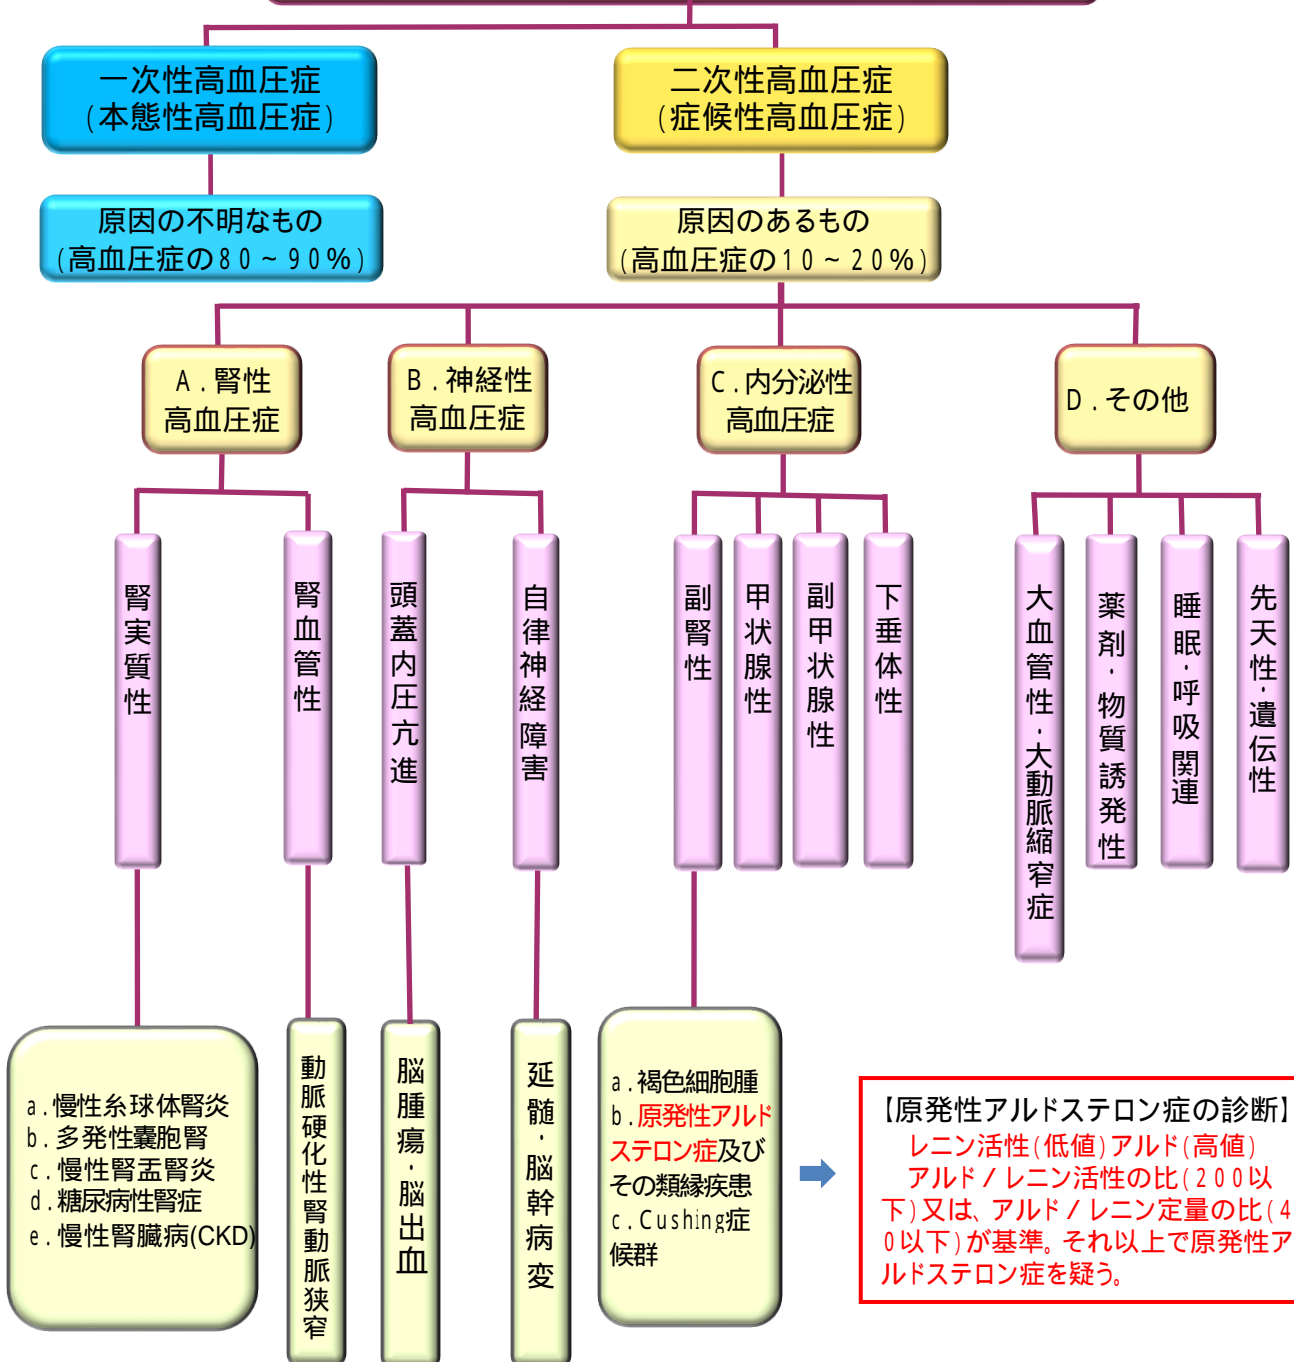 一次性高血圧症
(本態性高血圧症)
二次性高血圧症
(症候性高血圧症)
原因の不明なもの
(高血圧症の80～90%)
原因のあるもの
(高血圧症の10～20%)
A.腎性
高血圧症
B.神経性
高血圧症
C.内分泌性
高血圧症
D.その他
腎実質性
腎血管性
頭蓋内圧亢進
自律神経障害
副腎性
甲状腺性
副甲状腺性
下垂体性
大血管性・大動脈縮窄症
薬剤・物質誘発性
睡眠・呼吸関連
先天性・遺伝性
a.慢性糸球体腎炎
b.多発性嚢胞腎
c.慢性腎盂腎炎
d.糖尿病性腎症
e.慢性腎臓病(CKD)
動脈硬化性腎動脈狭窄
脳腫瘍・脳出血
延髄・脳幹病変
a.褐色細胞腫
b.原発性アルド
ステロン症及び
その類縁疾患
c.Cushing症
候群
【原発性アルドステロン症の診断】
レニン活性(低値)アルド(高値)
アルド/レニン活性の比(200以
下)又は、アルド/レニン定量の比(4
0以下)が基準。それ以上で原発性ア
ルドステロン症を疑う。